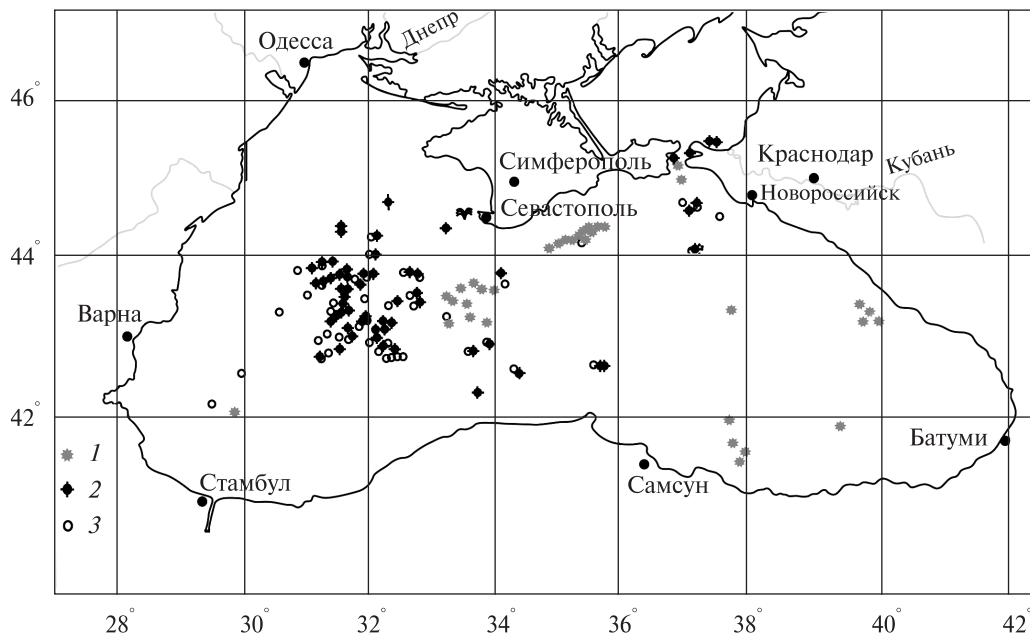 Днепр
Одесса
46°
Симферополь
Краснодар
Кубань
Новороссийск
Севастополь
44°
Варна
42°
Батуми
1
Стамбул
2
Самсун
3
28° 30° 32° 34° 36° 38° 40° 42°